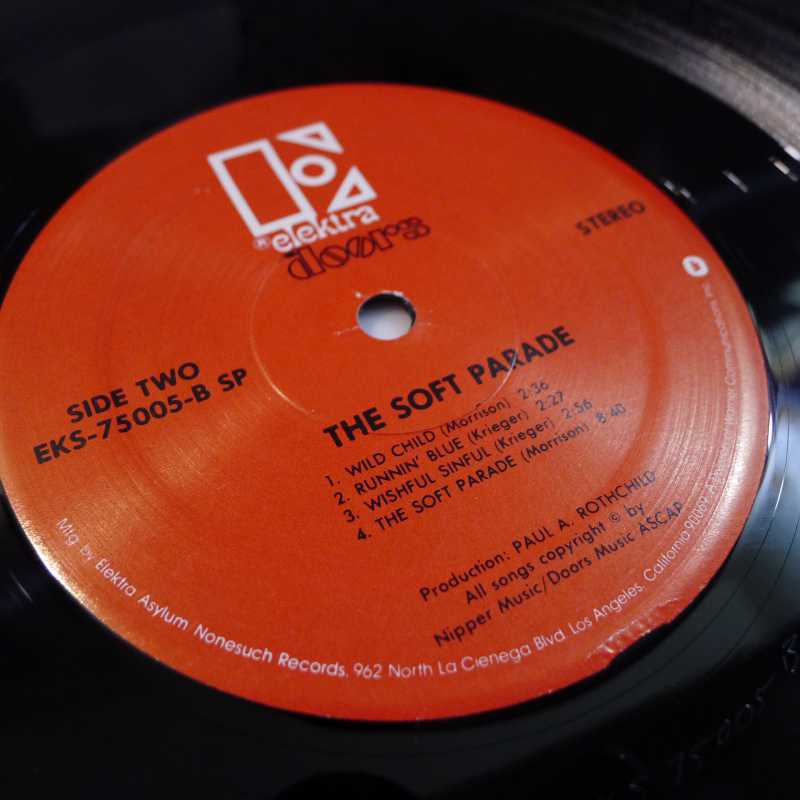 ® elektra
doors
STEREO
SIDE TWO
EKS-75005-B SP
THE SOFT PARADE
1. WILD CHILD (Morrison) 2:36
2. RUNNIN' BLUE (Krieger) 2:27
3. WISHFUL SINFUL (Krieger) 2:56
4. THE SOFT PARADE (Morrison) 8:40
Production: PAUL A. ROTHCHILD
All songs copyright © by
Nipper Music/Doors Music ASCAP
Mfg. by Elektra Asylum Nonesuch Records, 962 North La Cienega Blvd. Los Angeles, California 90069. Communications Inc.
75005 B